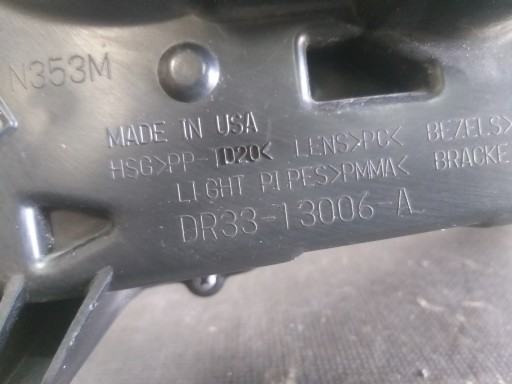 N353M
MADE IN USA
HSG>PP-TD20< LENS>PC< BEZELS>
LIGHT PIPES>PMMA< BRACKE
DR33-13006-A